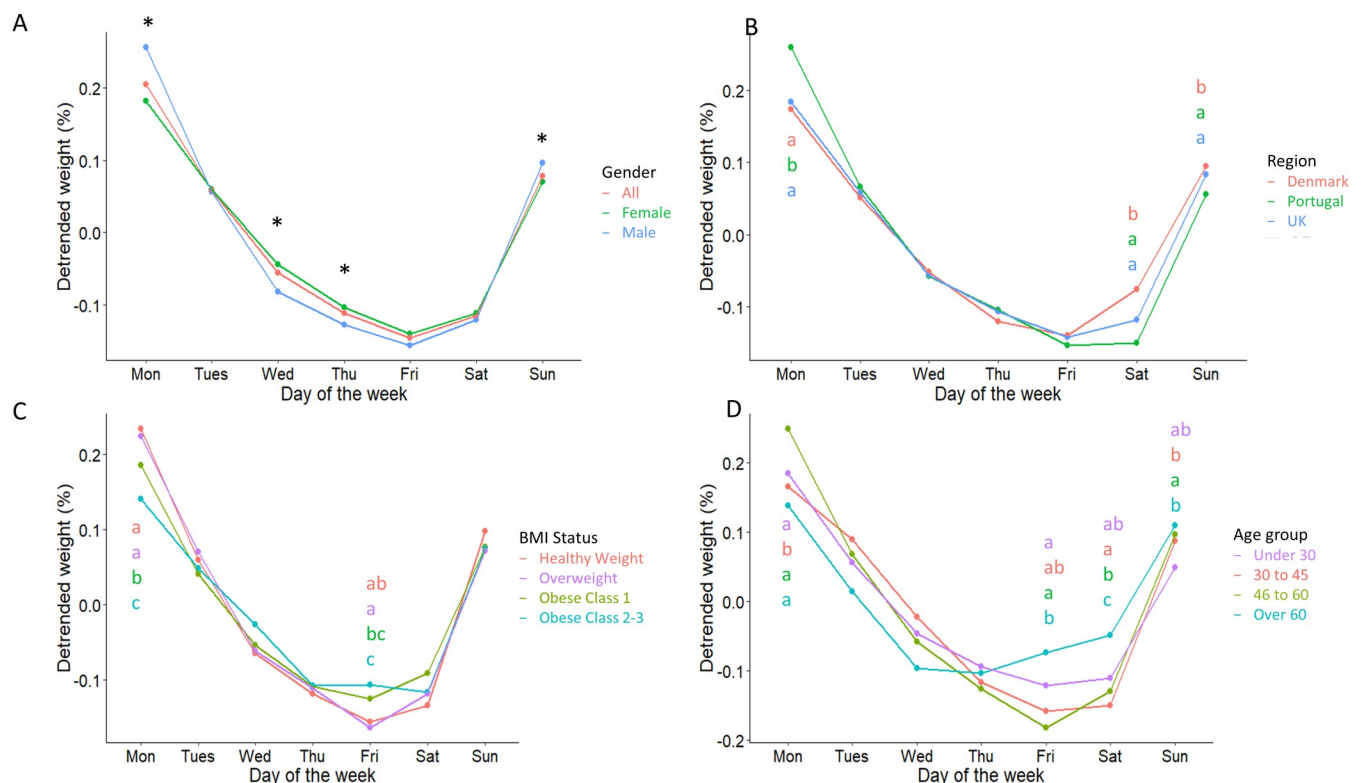 A
*
*
*
*
0.2
0.1
0.0
-0.1
Detrended weight (%)
Mon Tues Wed Thu Fri Sat Sun
Day of the week
Gender
All
Female
Male
B
0.2
0.1
0.0
-0.1
Detrended weight (%)
a
b
a
b
a
a
b
a
a
Mon Tues Wed Thu Fri Sat Sun
Day of the week
Region
Denmark
Portugal
UK
C
0.2
0.1
0.0
-0.1
Detrended weight (%)
a
a
b
c
ab
a
bc
c
Mon Tues Wed Thu Fri Sat Sun
Day of the week
BMI Status
Healthy Weight
Overweight
Obese Class 1
Obese Class 2-3
D
0.2
0.1
0.0
-0.1
-0.2
Detrended weight (%)
a
b
a
a
a
ab
a
b
ab
a
b
c
ab
b
a
b
Mon Tues Wed Thu Fri Sat Sun
Day of the week
Age group
Under 30
30 to 45
46 to 60
Over 60